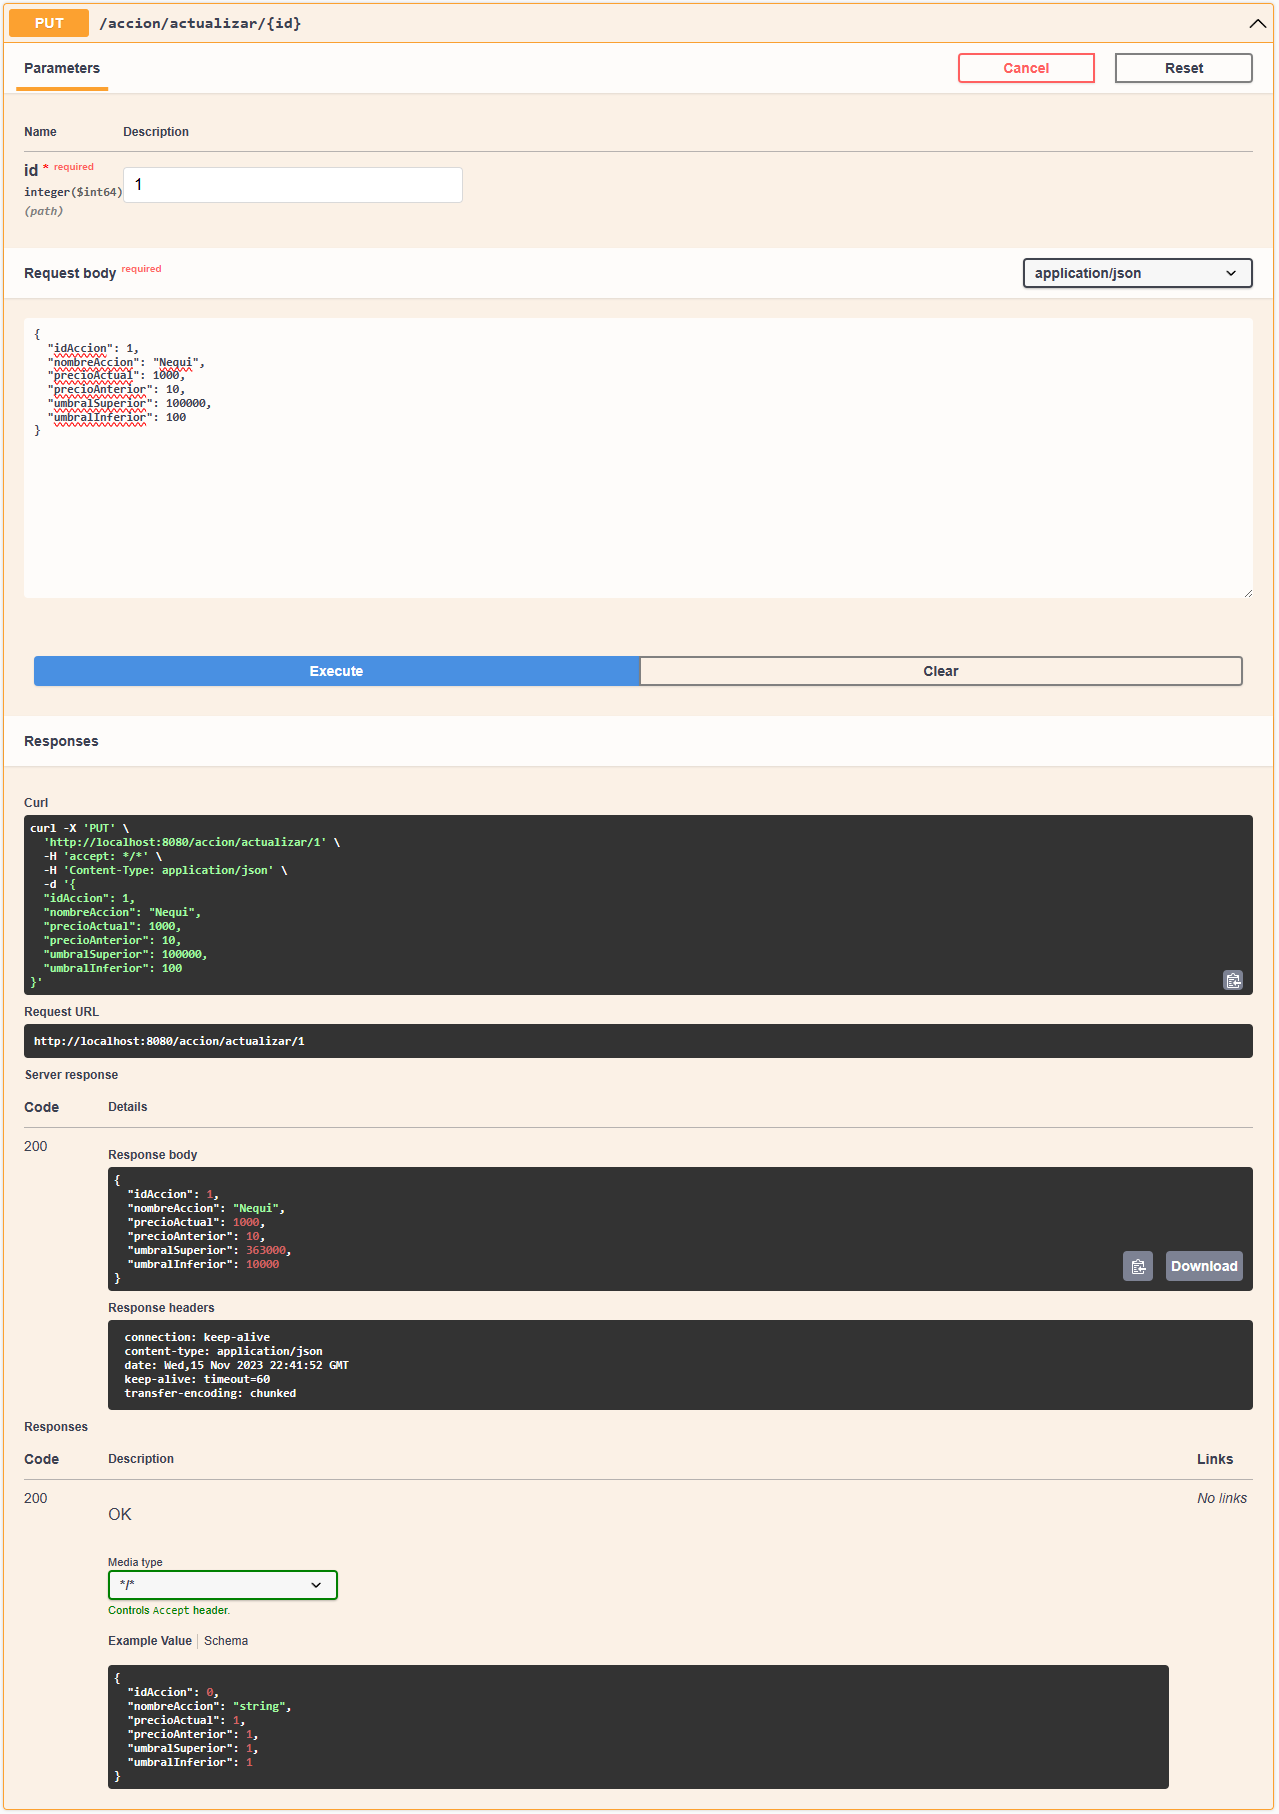 PUT /accion/actualizar/{id}
Parameters
Cancel
Reset
Name Description
id * required
integer($int64)
(path)
1
Request body required
application/json
{
  "idAccion": 1,
  "nombreAccion": "Nequi",
  "precioActual": 1000,
  "precioAnterior": 10,
  "umbralSuperior": 100000,
  "umbralInferior": 100
}
Execute
Clear
Responses
Curl
curl -X 'PUT' \
  'http://localhost:8080/accion/actualizar/1' \
  -H 'accept: */*' \
  -H 'Content-Type: application/json' \
  -d '{
  "idAccion": 1,
  "nombreAccion": "Nequi",
  "precioActual": 1000,
  "precioAnterior": 10,
  "umbralSuperior": 100000,
  "umbralInferior": 100
}'
Request URL
http://localhost:8080/accion/actualizar/1
Server response
Code Details
200
Response body
{
  "idAccion": 1,
  "nombreAccion": "Nequi",
  "precioActual": 1000,
  "precioAnterior": 10,
  "umbralSuperior": 363000,
  "umbralInferior": 10000
}
Download
Response headers
connection: keep-alive
content-type: application/json
date: Wed,15 Nov 2023 22:41:52 GMT
keep-alive: timeout=60
transfer-encoding: chunked
Responses
Code Description Links
200
OK
No links
Media type
*/*
Controls Accept header.
Example Value Schema
{
  "idAccion": 0,
  "nombreAccion": "string",
  "precioActual": 1,
  "precioAnterior": 1,
  "umbralSuperior": 1,
  "umbralInferior": 1
}